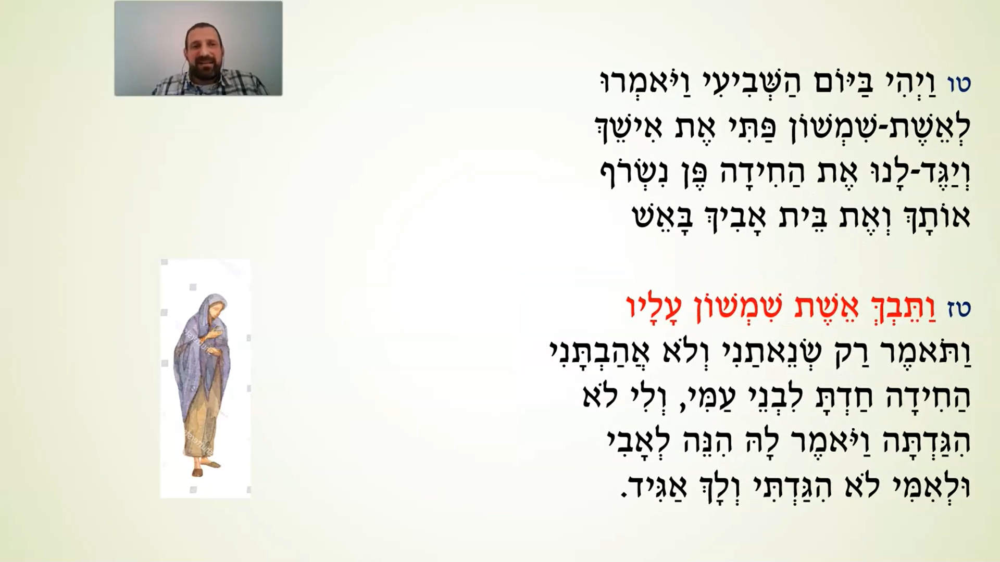 טו וַיְהִי בַּיּוֹם הַשְּׁבִיעִי וַיֹּאמְרוּ
לְאֵשֶׁת-שִׁמְשׁוֹן פַּתִּי אֶת אִישֵׁךְ
וְיַגֶּד-לָנוּ אֶת הַחִידָה פֶּן נִשְׂרֹף
אוֹתָךְ וְאֶת בֵּית אָבִיךְ בָּאֵשׁ
טז וַתֵּבְךְּ אֵשֶׁת שִׁמְשׁוֹן עָלָיו
וַתֹּאמֶר רַק שְׂנֵאתַנִי וְלֹא אֲהַבְתָּנִי
הַחִידָה חַדְתָּ לִבְנֵי עַמִּי, וְלִי לֹא
הִגַּדְתָּה וַיֹּאמֶר לָהּ הִנֵּה לְאָבִי
וּלְאִמִּי לֹא הִגַּדְתִּי וְלָךְ אַגִּיד.